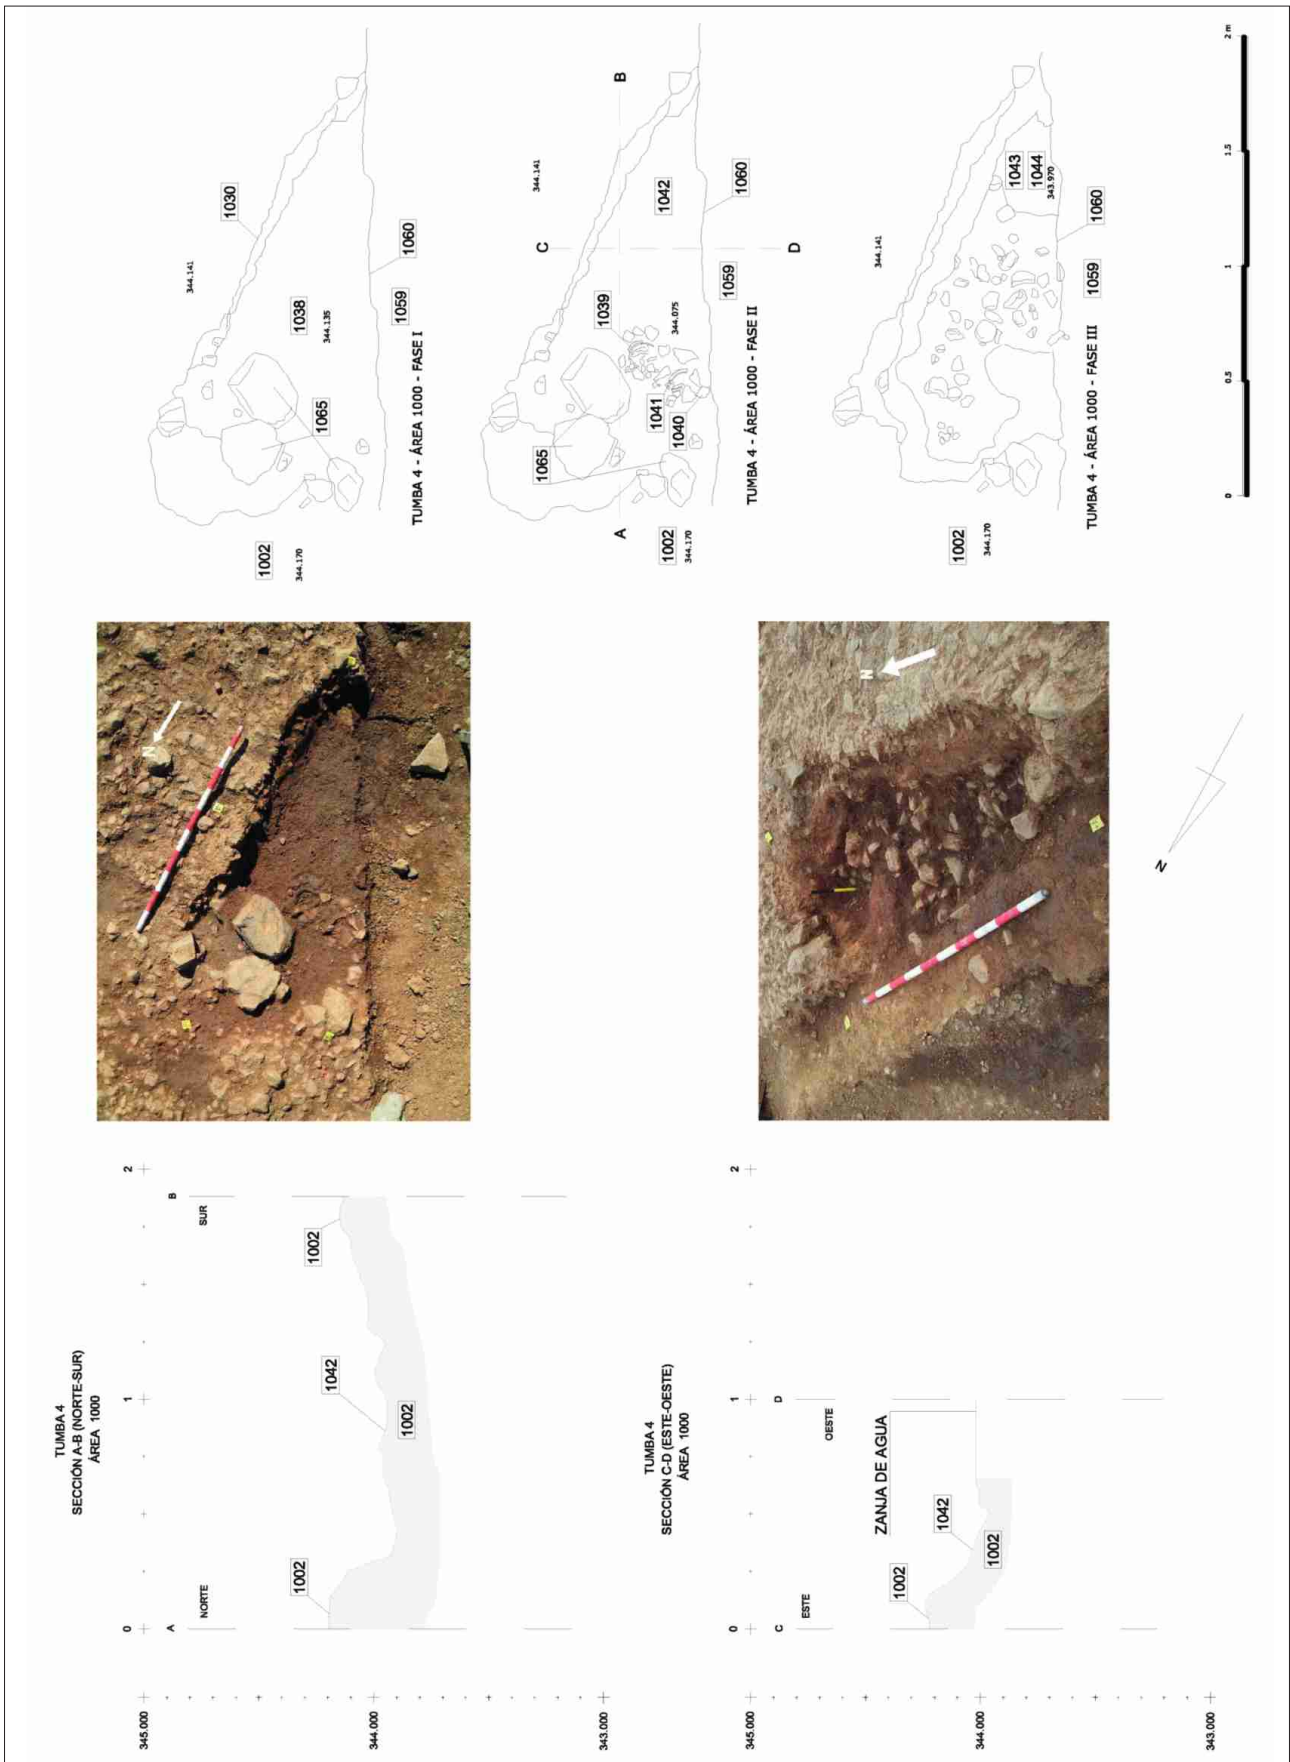 TUMBA 4
SECCIÓN A-B (NORTE-SUR)
ÁREA 1000
0
1
2
A
B
NORTE
SUR
345.000
344.000
343.000
1002
1042
1002
1002
TUMBA 4
SECCIÓN C-D (ESTE-OESTE)
ÁREA 1000
0
1
2
C
D
ESTE
OESTE
ZANJA DE AGUA
345.000
344.000
343.000
1002
1042
1002
N
N
N
1030
344.141
1038
344.135
1060
1059
1065
1002
344.170
TUMBA 4 - ÁREA 1000 - FASE I
A
B
C
D
344.141
1042
1039
344.075
1060
1059
1041
1040
1065
1002
344.170
TUMBA 4 - ÁREA 1000 - FASE II
344.141
1043
1044
343.970
1060
1059
1002
344.170
TUMBA 4 - ÁREA 1000 - FASE III
0
0.5
1
1.5
2 m